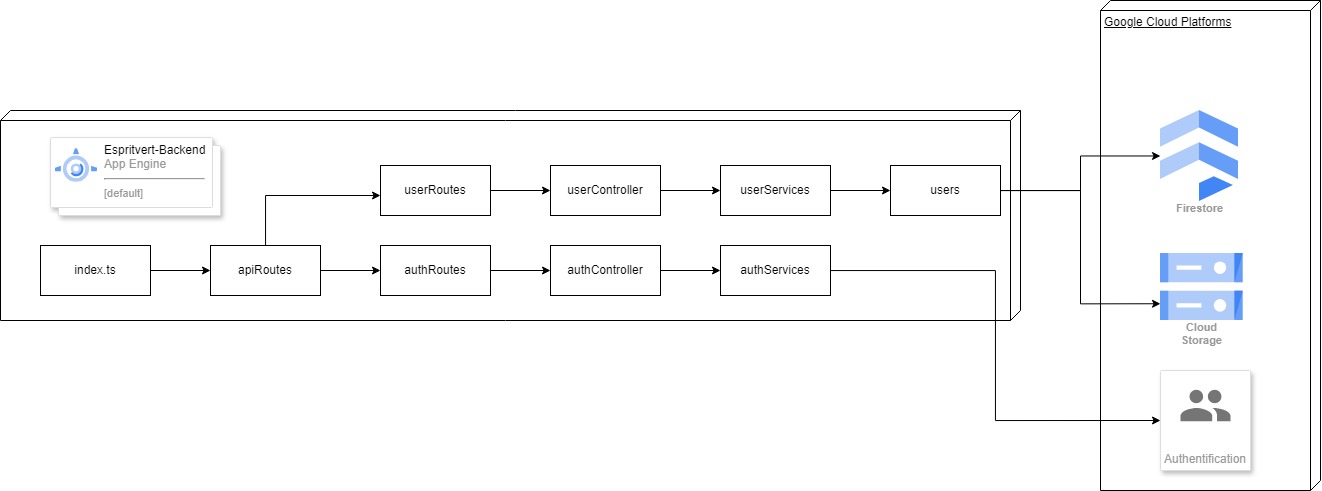 Google Cloud Platforms
Espritvert-Backend
App Engine
[default]
userRoutes
userController
userServices
users
index.ts
apiRoutes
authRoutes
authController
authServices
Firestore
Cloud
Storage
Authentification